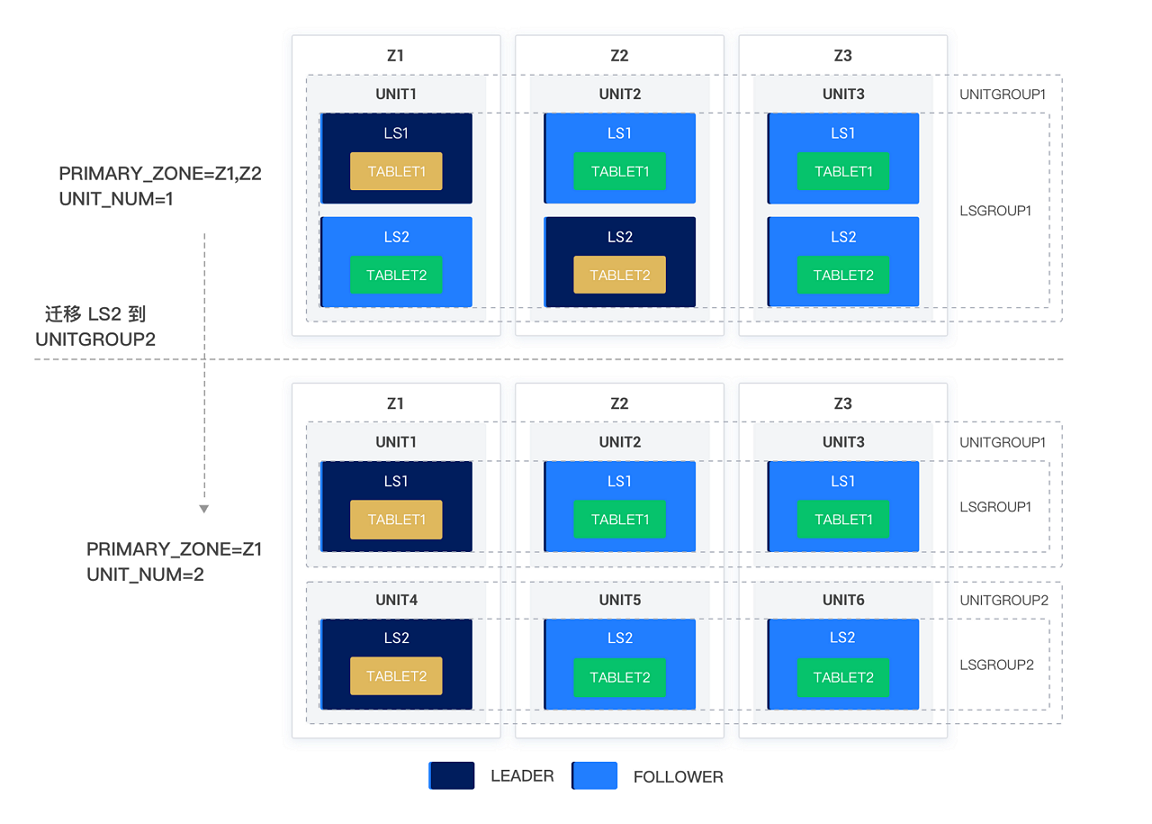 Z1
Z2
Z3
UNIT1
UNIT2
UNIT3
UNITGROUP1
LS1
LS1
LS1
TABLET1
TABLET1
TABLET1
PRIMARY_ZONE=Z1,Z2
UNIT_NUM=1
LSGROUP1
LS2
LS2
LS2
TABLET2
TABLET2
TABLET2
迁移 LS2 到
UNITGROUP2
Z1
Z2
Z3
UNIT1
UNIT2
UNIT3
UNITGROUP1
LS1
LS1
LS1
TABLET1
TABLET1
TABLET1
LSGROUP1
PRIMARY_ZONE=Z1
UNIT_NUM=2
UNIT4
UNIT5
UNIT6
UNITGROUP2
LS2
LS2
LS2
TABLET2
TABLET2
TABLET2
LSGROUP2
LEADER
FOLLOWER